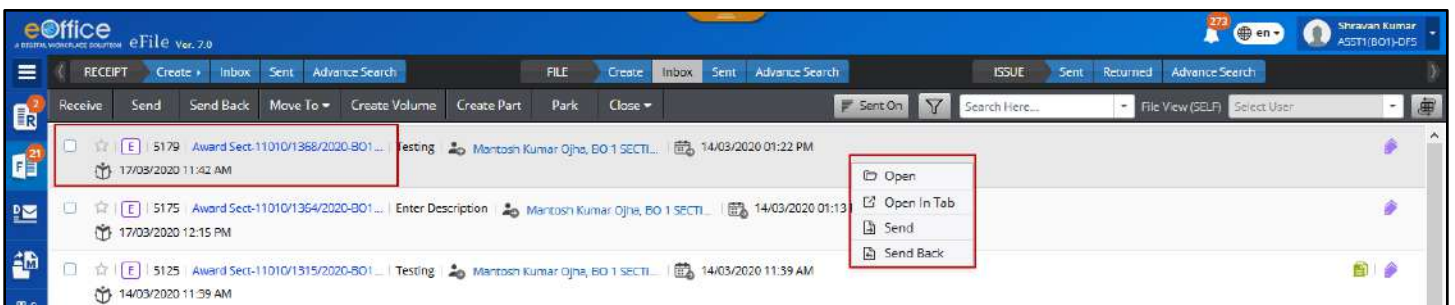 eOffice
A DIGITAL WORKPLACE SOLUTION eFile Ver. 7.0
273 en Shravan Kumar
ASST1(BO1)-DFS
RECEIPT Create Inbox Sent Advance Search FILE Create Inbox Sent Advance Search ISSUE Sent Returned Advance Search
Receive Send Send Back Move To Create Volume Create Part Park Close Sent On Search Here... File View (SELF) Select User
2 R
E 5179 Award Sect-11010/1368/2020-BO1... Testing Mantosh Kumar Ojha, BO 1 SECTI... 14/03/2020 01:22 PM
17/03/2020 11:42 AM
21 F
Open
Open In Tab
Send
Send Back
E 5175 Award Sect-11010/1364/2020-BO1... Enter Description Mantosh Kumar Ojha, BO 1 SECTI... 14/03/2020 01:13
17/03/2020 12:15 PM
D
E 5125 Award Sect-11010/1315/2020-BO1... Testing Mantosh Kumar Ojha, BO 1 SECTI... 14/03/2020 11:39 AM
14/03/2020 11:39 AM
M